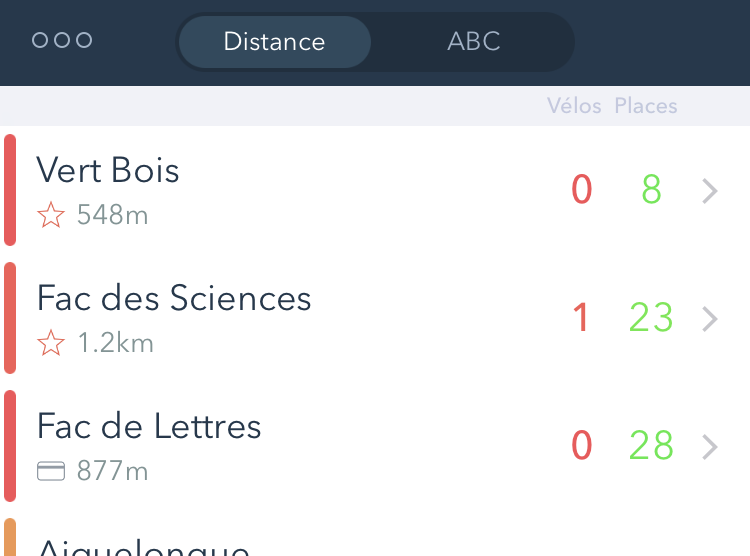 Distance ABC
Vélos Places
Vert Bois
548m
0 8
Fac des Sciences
1.2km
1 23
Fac de Lettres
877m
0 28
Aiguelongue